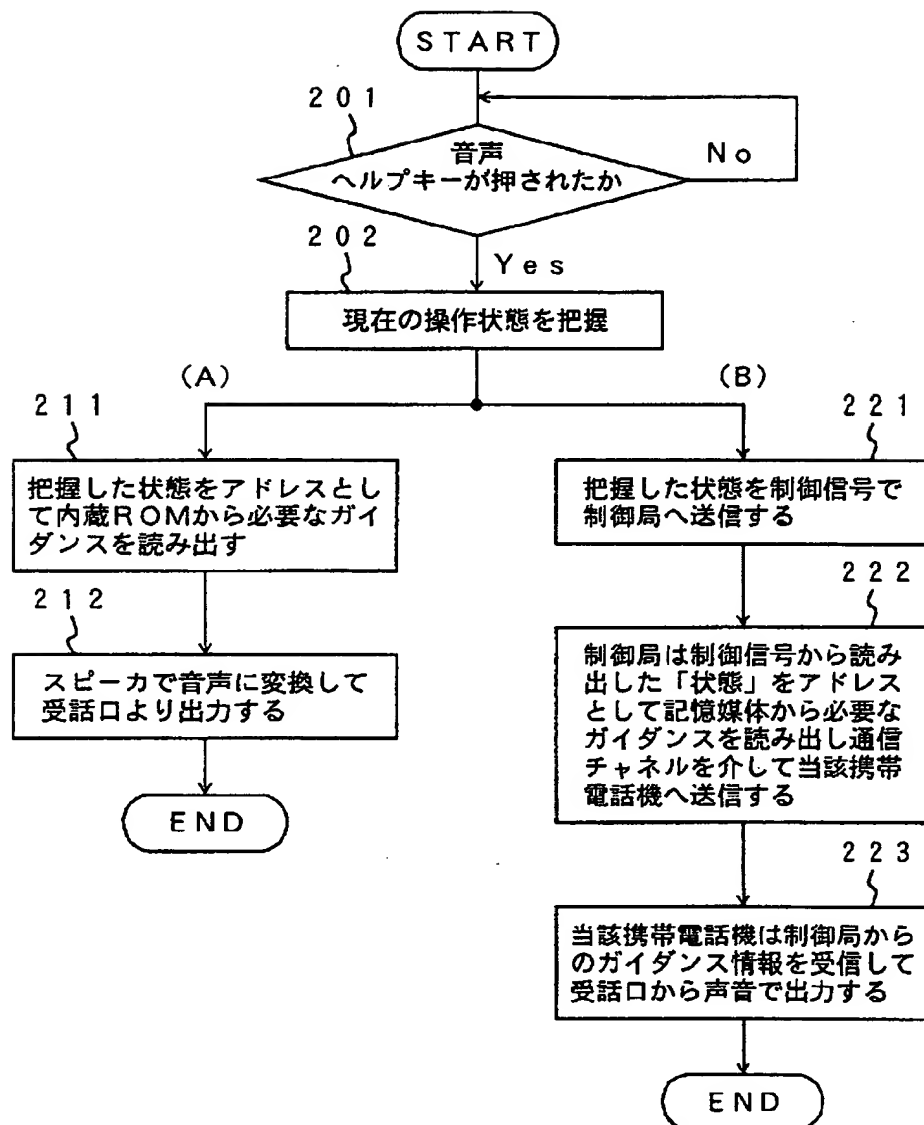 START
201
音声
ヘルプキーが押されたか
No
202
Yes
現在の操作状態を把握
(A)
(B)
211
把握した状態をアドレスとし
て内蔵ROMから必要なガイ
ダンスを読み出す
212
スピーカで音声に変換して
受話口より出力する
END
221
把握した状態を制御信号で
制御局へ送信する
222
制御局は制御信号から読み
出した「状態」をアドレス
として記憶媒体から必要な
ガイダンスを読み出し通信
チャネルを介して当該携帯
電話機へ送信する
223
当該携帯電話機は制御局から
のガイダンス情報を受信して
受話口から声音で出力する
END